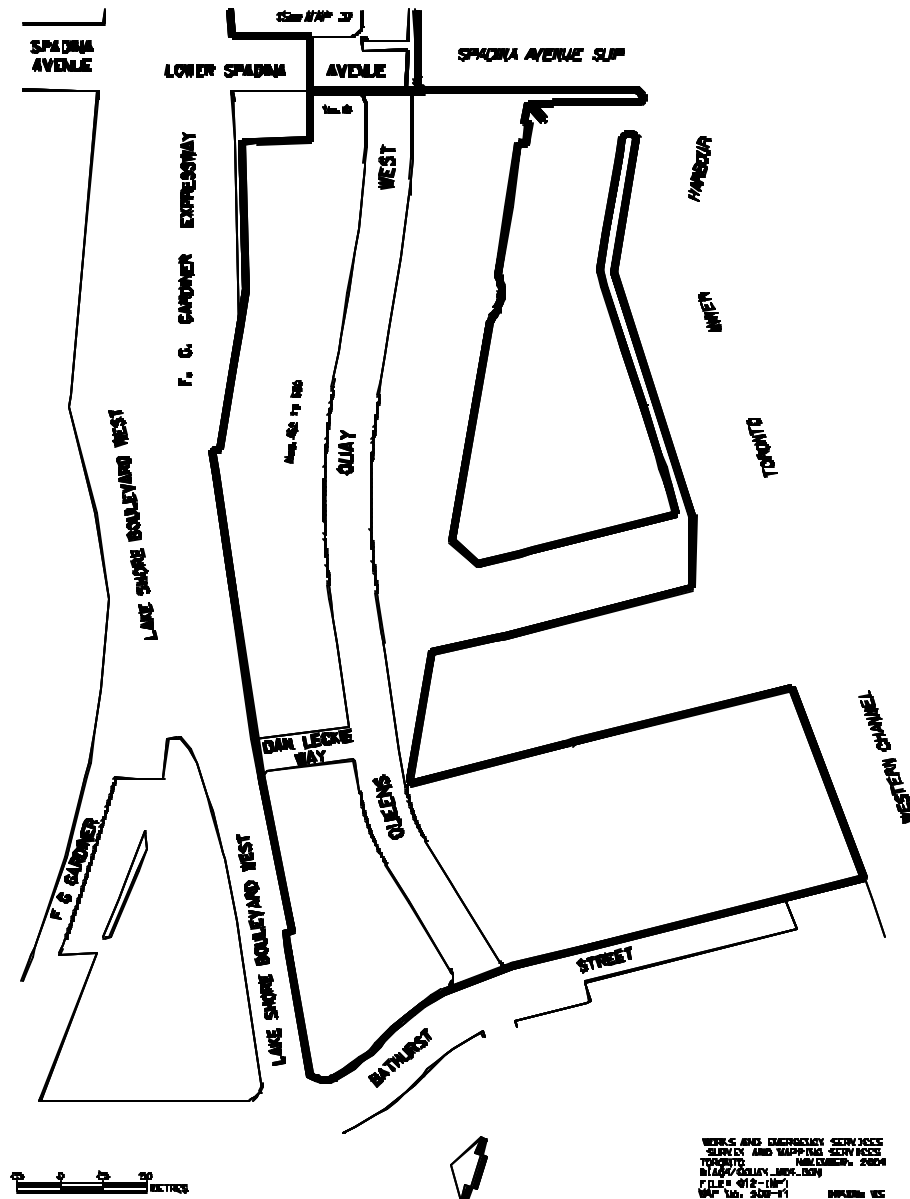 SPADINA
AVENUE
LOWER SPADINA AVENUE
SPADINA AVENUE SLIP
F. G. GARDINER EXPRESSWAY
WEST
HARBOUR
INNER
TORONTO
QUAY
LAKE SHORE BOULEVARD WEST
DAN LECKIE
WAY
QUEENS
WESTERN CHANNEL
F G GARDINER
LAKE SHORE BOULEVARD WEST
STREET
BATHURST
METRES
WORKS AND EMERGENCY SERVICES
SURVEY AND MAPPING SERVICES
TORONTO